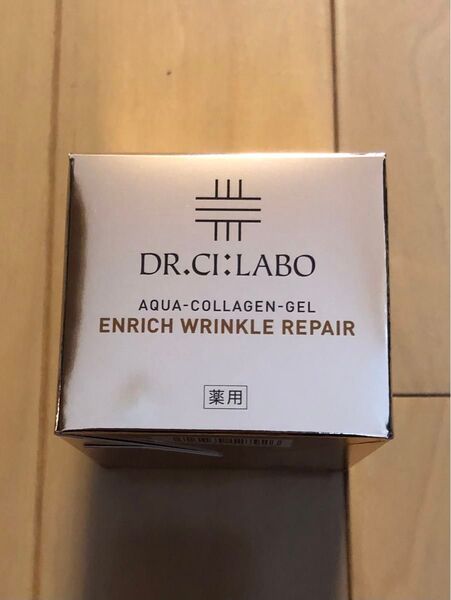 DR.CI:LABO
AQUA-COLLAGEN-GEL
ENRICH WRINKLE REPAIR
薬用